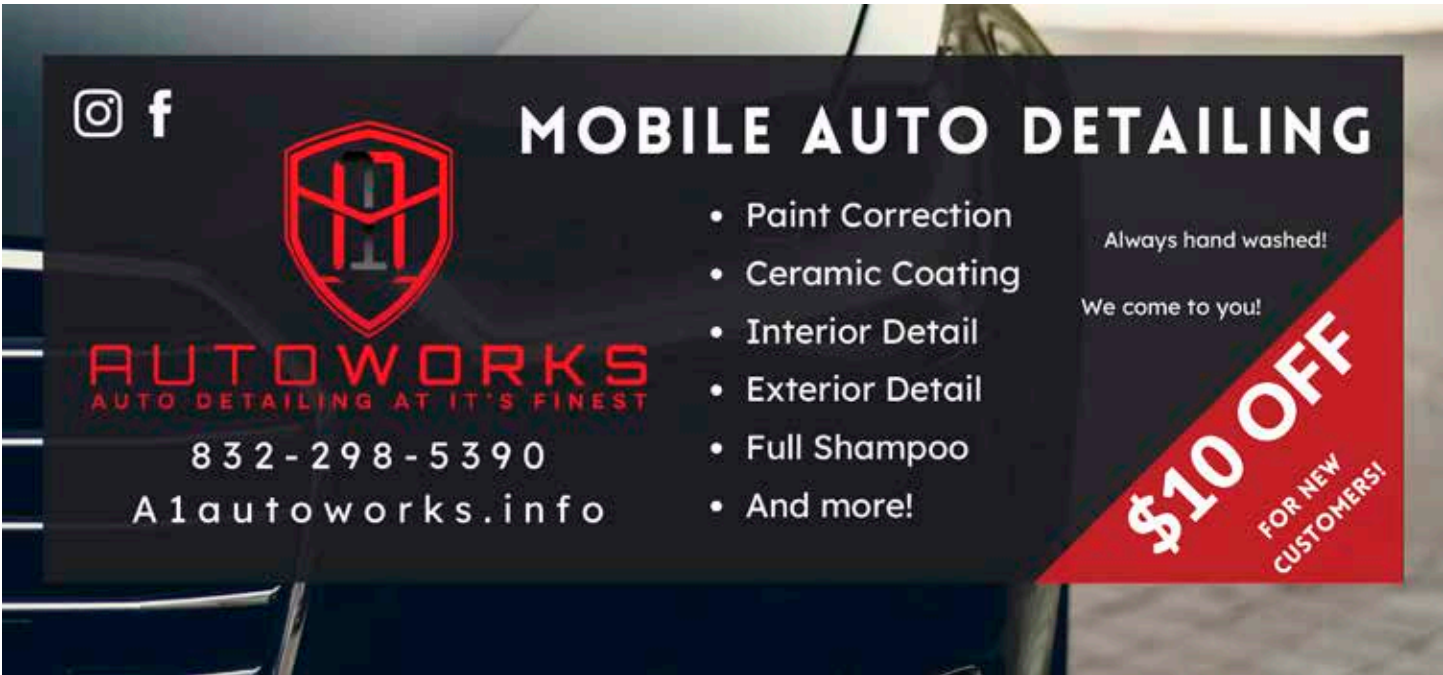 MOBILE AUTO DETAILING
A1
AUTOWORKS
AUTO DETAILING AT IT'S FINEST
832-298-5390
A1autoworks.info
• Paint Correction
• Ceramic Coating
• Interior Detail
• Exterior Detail
• Full Shampoo
• And more!
Always hand washed!
We come to you!
$10 OFF
FOR NEW
CUSTOMERS!